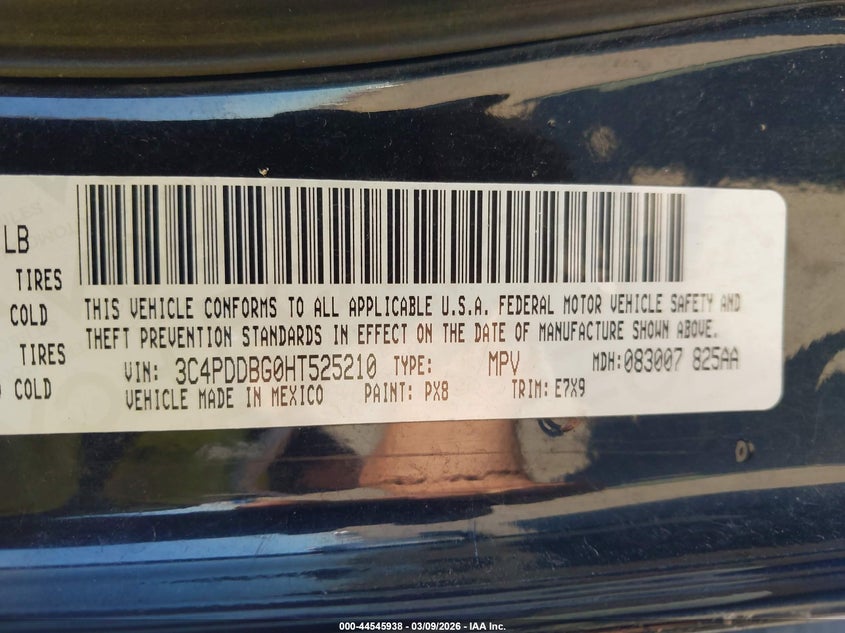 LB
TIRES
COLD
TIRES
COLD
THIS VEHICLE CONFORMS TO ALL APPLICABLE U.S.A. FEDERAL MOTOR VEHICLE SAFETY AND
THEFT PREVENTION STANDARDS IN EFFECT ON THE DATE OF MANUFACTURE SHOWN ABOVE.
VIN: 3C4PDDBG0HT525210 TYPE: MPV MDH:083007 825AA
VEHICLE MADE IN MEXICO PAINT: PX8 TRIM: E7X9
000-44545938 - 03/09/2026 - IAA Inc.